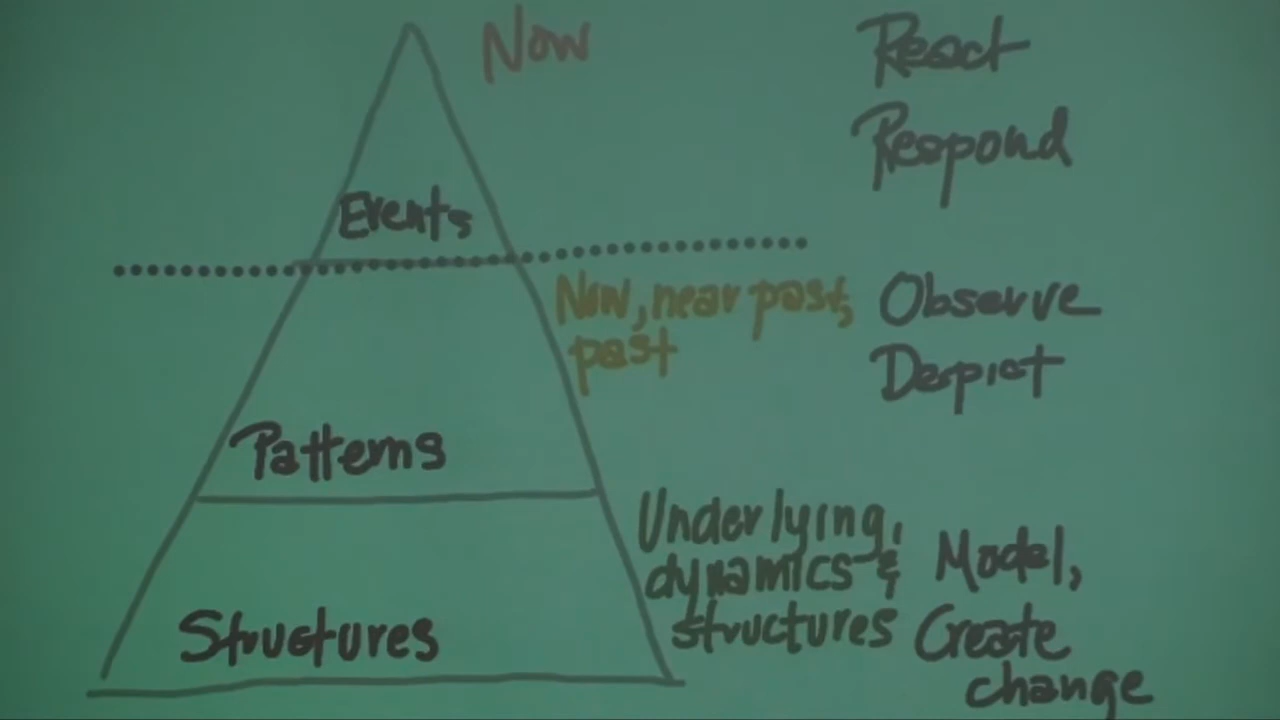 Now
React
Respond
Events
Now, near past,
past
Observe
Depict
Patterns
Underlying,
dynamics &
structures
Model,
Create
change
Structures